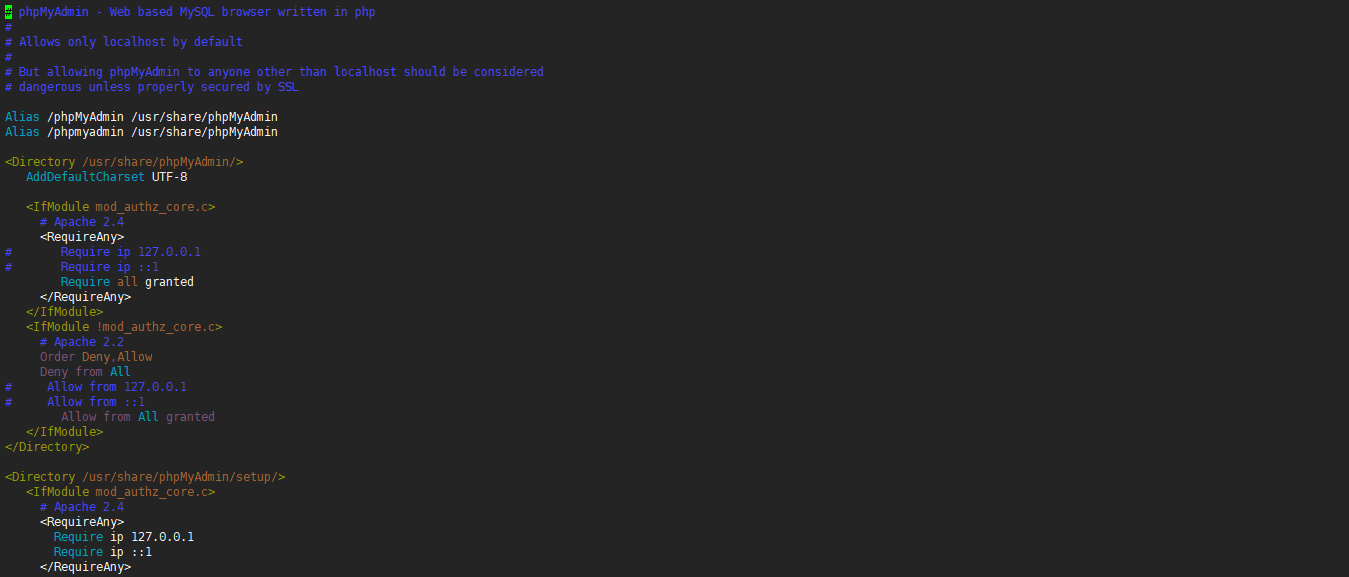 # phpMyAdmin - Web based MySQL browser written in php
#
# Allows only localhost by default
#
# But allowing phpMyAdmin to anyone other than localhost should be considered
# dangerous unless properly secured by SSL
Alias /phpMyAdmin /usr/share/phpMyAdmin
Alias /phpmyadmin /usr/share/phpMyAdmin
<Directory /usr/share/phpMyAdmin/>
   AddDefaultCharset UTF-8
   <IfModule mod_authz_core.c>
     # Apache 2.4
     <RequireAny>
#       Require ip 127.0.0.1
#       Require ip ::1
        Require all granted
     </RequireAny>
   </IfModule>
   <IfModule !mod_authz_core.c>
     # Apache 2.2
     Order Deny,Allow
     Deny from All
#     Allow from 127.0.0.1
#     Allow from ::1
        Allow from All granted
   </IfModule>
</Directory>
<Directory /usr/share/phpMyAdmin/setup/>
   <IfModule mod_authz_core.c>
     # Apache 2.4
     <RequireAny>
       Require ip 127.0.0.1
       Require ip ::1
     </RequireAny>